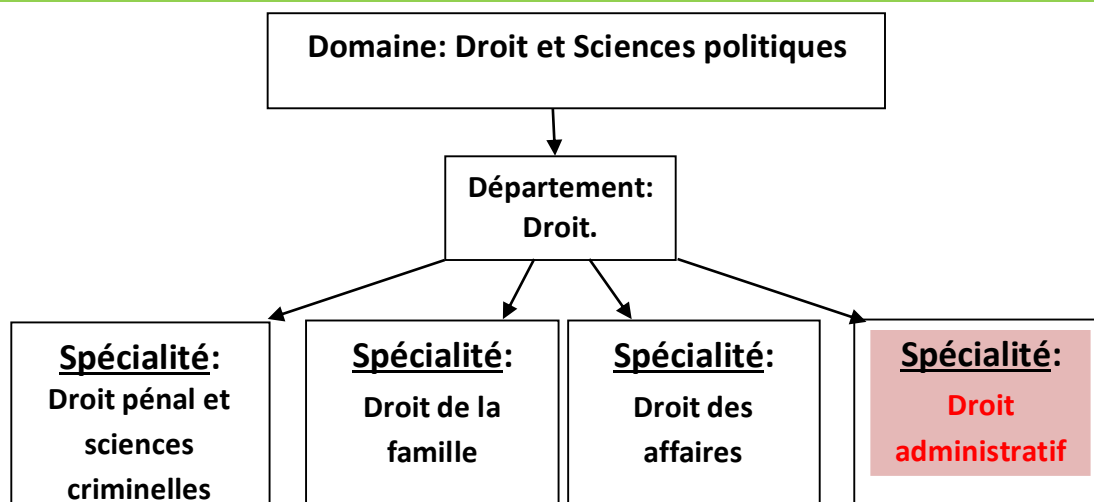 Domaine: Droit et Sciences politiques
Département:
Droit.
Spécialité:
Droit pénal et
sciences
criminelles
Spécialité:
Droit de la
famille
Spécialité:
Droit des
affaires
Spécialité:
Droit
administratif